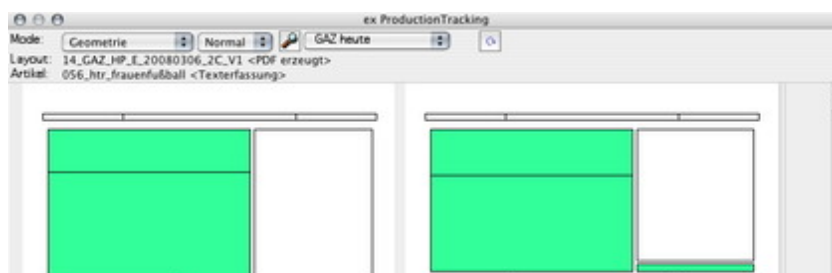 ex ProductionTracking
Mode: Geometrie Normal GAZ heute
Layout: 14_GAZ_HP_E_20080306_2C_V1 <PDF erzeugt>
Artikel: 056_htr_frauenfußball <Texterfassung>